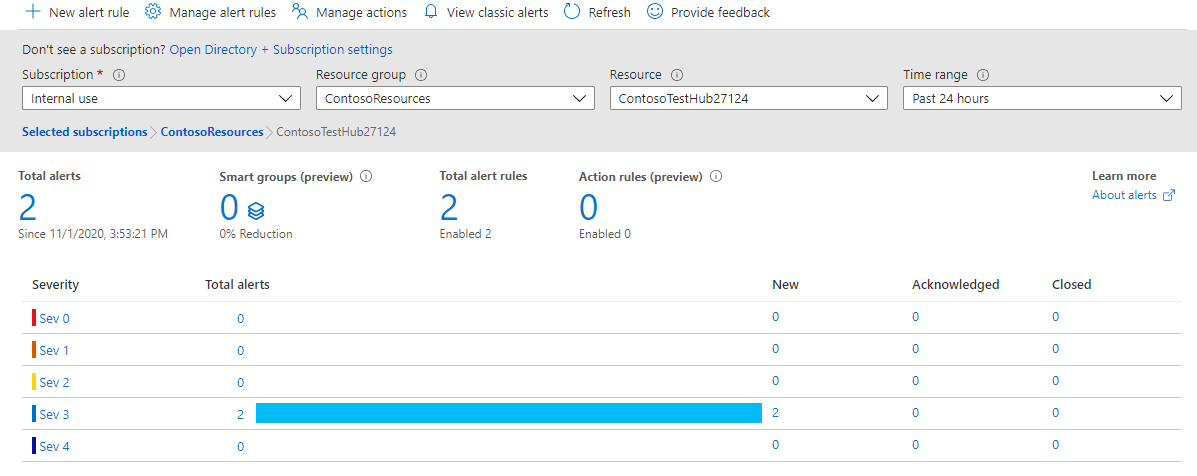 New alert rule Manage alert rules Manage actions View classic alerts Refresh Provide feedback
Don't see a subscription? Open Directory + Subscription settings
Subscription * Resource group Resource Time range
Internal use ContosoResources ContosoTestHub27124 Past 24 hours
Selected subscriptions ContosoResources ContosoTestHub27124
Total alerts Smart groups (preview) Total alert rules Action rules (preview) Learn more
About alerts
2 0 2 0
Since 11/1/2020, 3:53:21 PM 0% Reduction Enabled 2 Enabled 0
Severity Total alerts New Acknowledged Closed
Sev 0 0 0 0 0
Sev 1 0 0 0 0
Sev 2 0 0 0 0
Sev 3 2 2 0 0
Sev 4 0 0 0 0